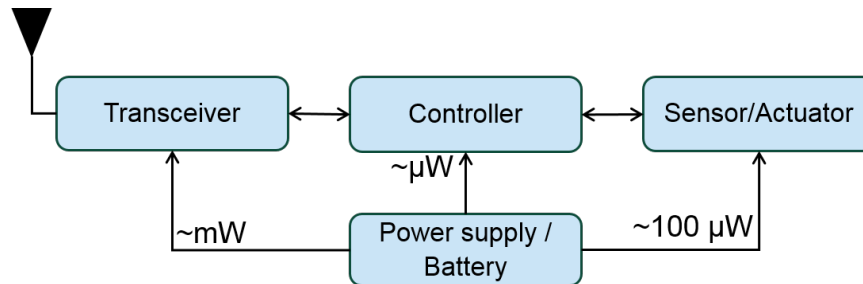 Transceiver
Controller
Sensor/Actuator
~µW
~mW
Power supply /
Battery
~100 µW